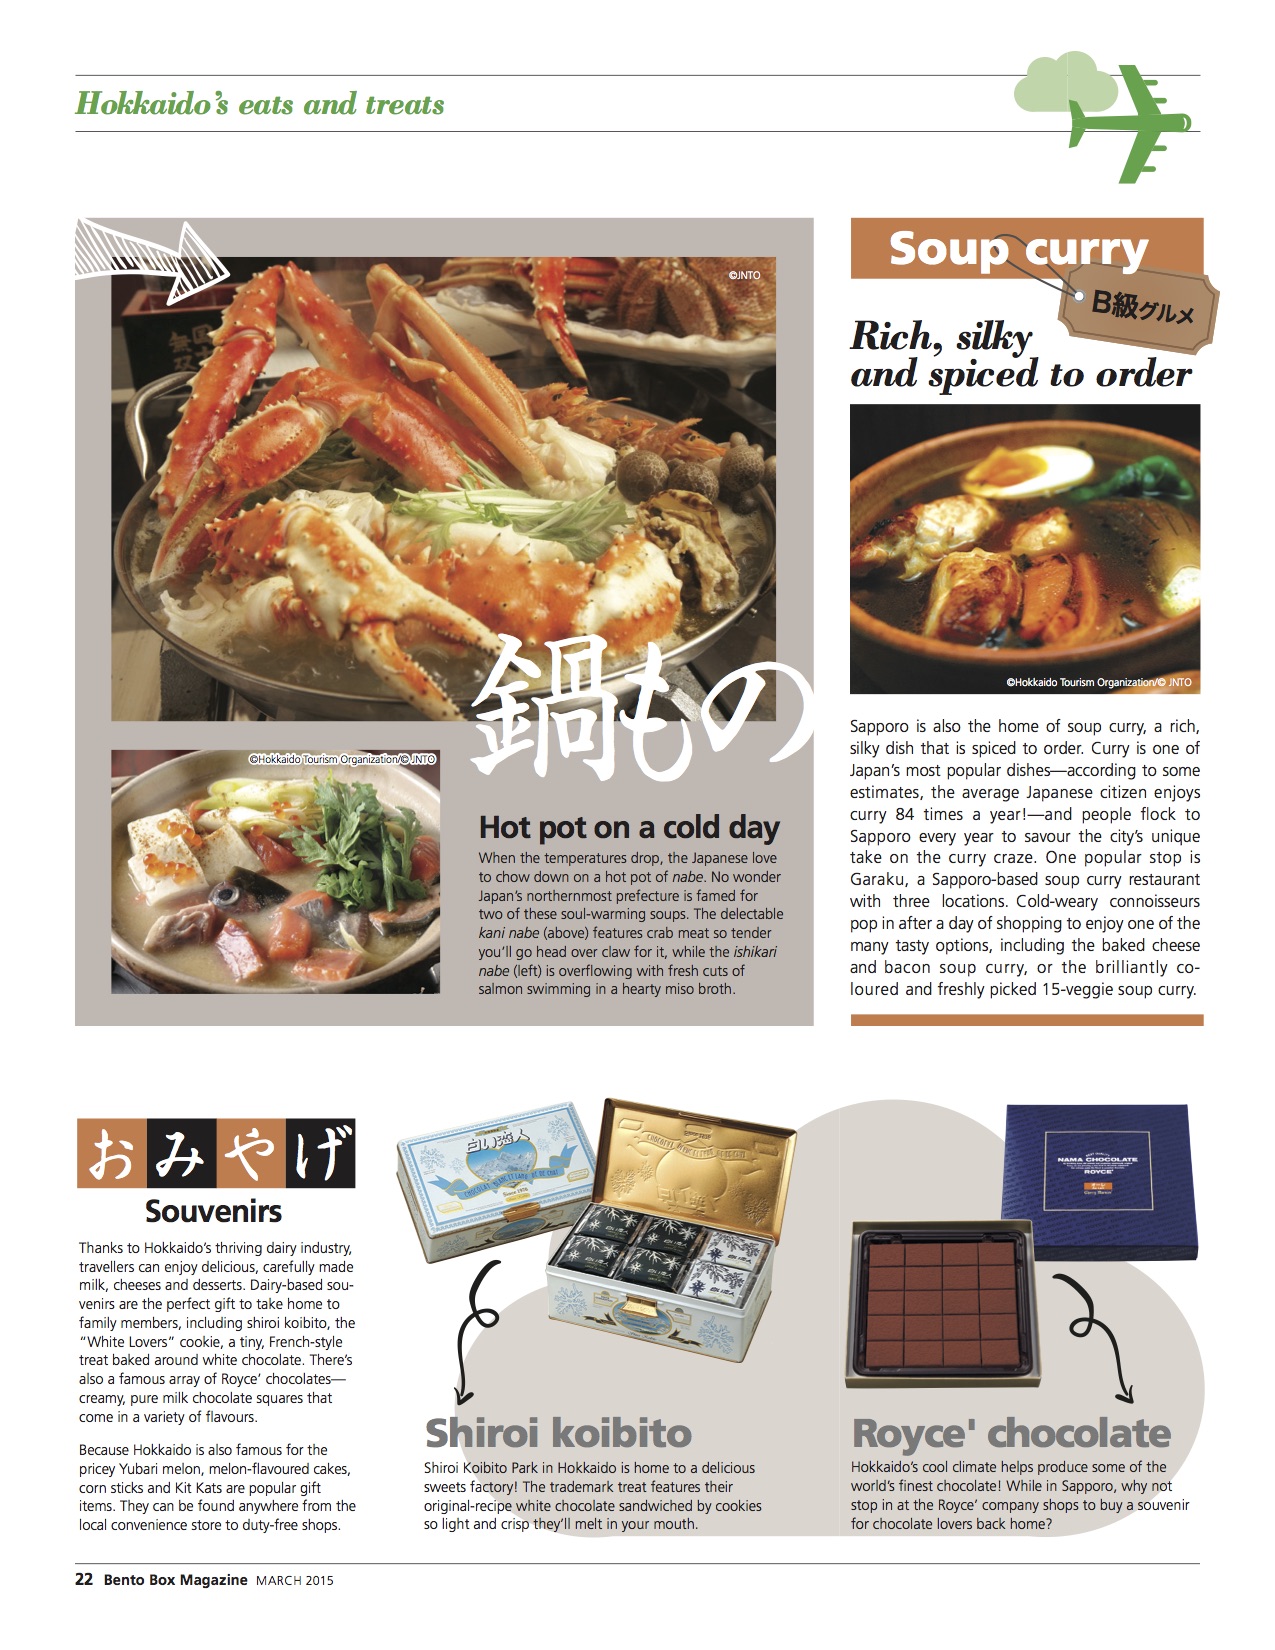 Hokkaido's eats and treats
©JNTO
鍋もの
©Hokkaido Tourism Organization/© JNTO
Hot pot on a cold day
When the temperatures drop, the Japanese love
to chow down on a hot pot of nabe. No wonder
Japan's northernmost prefecture is famed for
two of these soul-warming soups. The delectable
kani nabe (above) features crab meat so tender
you'll go head over claw for it, while the ishikari
nabe (left) is overflowing with fresh cuts of
salmon swimming in a hearty miso broth.
Soup curry
B級グルメ
Rich, silky
and spiced to order
©Hokkaido Tourism Organization/© JNTO
Sapporo is also the home of soup curry, a rich,
silky dish that is spiced to order. Curry is one of
Japan's most popular dishes—according to some
estimates, the average Japanese citizen enjoys
curry 84 times a year!—and people flock to
Sapporo every year to savour the city's unique
take on the curry craze. One popular stop is
Garaku, a Sapporo-based soup curry restaurant
with three locations. Cold-weary connoisseurs
pop in after a day of shopping to enjoy one of the
many tasty options, including the baked cheese
and bacon soup curry, or the brilliantly co-
loured and freshly picked 15-veggie soup curry.
おみやげ
Souvenirs
Thanks to Hokkaido's thriving dairy industry,
travellers can enjoy delicious, carefully made
milk, cheeses and desserts. Dairy-based sou-
venirs are the perfect gift to take home to
family members, including shiroi koibito, the
"White Lovers" cookie, a tiny, French-style
treat baked around white chocolate. There's
also a famous array of Royce' chocolates—
creamy, pure milk chocolate squares that
come in a variety of flavours.
Because Hokkaido is also famous for the
pricey Yubari melon, melon-flavoured cakes,
corn sticks and Kit Kats are popular gift
items. They can be found anywhere from the
local convenience store to duty-free shops.
白い恋人
Since 1976
Shiroi koibito
Shiroi Koibito Park in Hokkaido is home to a delicious
sweets factory! The trademark treat features their
original-recipe white chocolate sandwiched by cookies
so light and crisp they'll melt in your mouth.
NAMA CHOCOLATE
ROYCE'
Royce' chocolate
Hokkaido's cool climate helps produce some of the
world's finest chocolate! While in Sapporo, why not
stop in at the Royce' company shops to buy a souvenir
for chocolate lovers back home?
22 Bento Box Magazine MARCH 2015